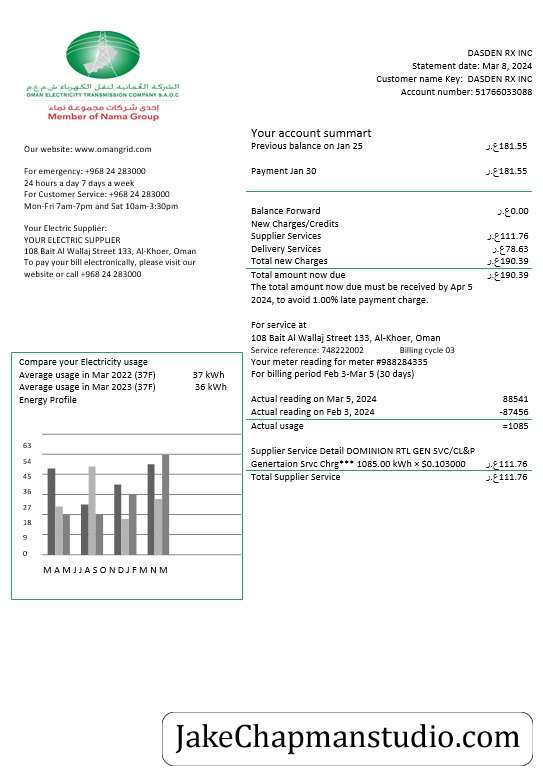 الشركة العُمانية لنقل الكهرباء ش.م.ع.م
OMAN ELECTRICITY TRANSMISSION COMPANY S.A.O.C
إحدى شركات مجموعة نماء
Member of Nama Group
DASDEN RX INC
Statement date: Mar 8, 2024
Customer name Key: DASDEN RX INC
Account number: 51766033088
Our website: www.omangrid.com
For emergency: +968 24 283000
24 hours a day 7 days a week
For Customer Service: +968 24 283000
Mon-Fri 7am-7pm and Sat 10am-3:30pm
Your Electric Supplier:
YOUR ELECTRIC SUPPLIER
108 Bait Al Wallaj Street 133, Al-Khoer, Oman
To pay your bill electronically, please visit our
website or call +968 24 283000
Your account summart
Previous balance on Jan 25 ر.ع181.55
Payment Jan 30 ر.ع181.55
Balance Forward ر.ع0.00
New Charges/Credits
Supplier Services ر.ع111.76
Delivery Services ر.ع78.63
Total new Charges ر.ع190.39
Total amount now due ر.ع190.39
The total amount now due must be received by Apr 5
2024, to avoid 1.00% late payment charge.
For service at
108 Bait Al Wallaj Street 133, Al-Khoer, Oman
Service reference: 748222002 Billing cycle 03
Your meter reading for meter #988284335
For billing period Feb 3-Mar 5 (30 days)
Actual reading on Mar 5, 2024 88541
Actual reading on Feb 3, 2024 -87456
Actual usage =1085
Supplier Service Detail DOMINION RTL GEN SVC/CL&P
Genertaion Srvc Chrg*** 1085.00 kWh × $0.103000 ر.ع111.76
Total Supplier Service ر.ع111.76
Compare your Electricity usage
Average usage in Mar 2022 (37F) 37 kWh
Average usage in Mar 2023 (37F) 36 kWh
Energy Profile
63
54
45
36
27
18
9
0
M A M J J A S O N D J F M N M
JakeChapmanstudio.com